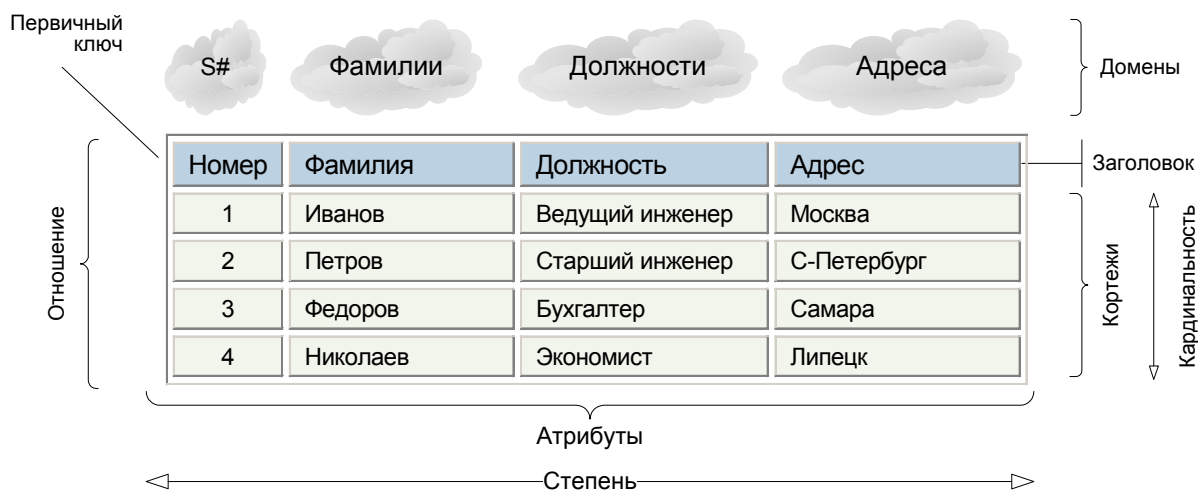 Первичный
ключ
S# Фамилии Должности Адреса Домены
Номер Фамилия Должность Адрес Заголовок
1 Иванов Ведущий инженер Москва
2 Петров Старший инженер С-Петербург
3 Федоров Бухгалтер Самара
4 Николаев Экономист Липецк
Отношение
Кортежи
Кардинальность
Атрибуты
Степень